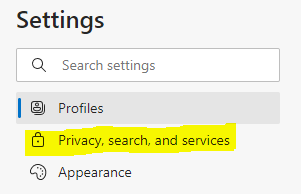 Settings
Search settings
Profiles
Privacy, search, and services
Appearance